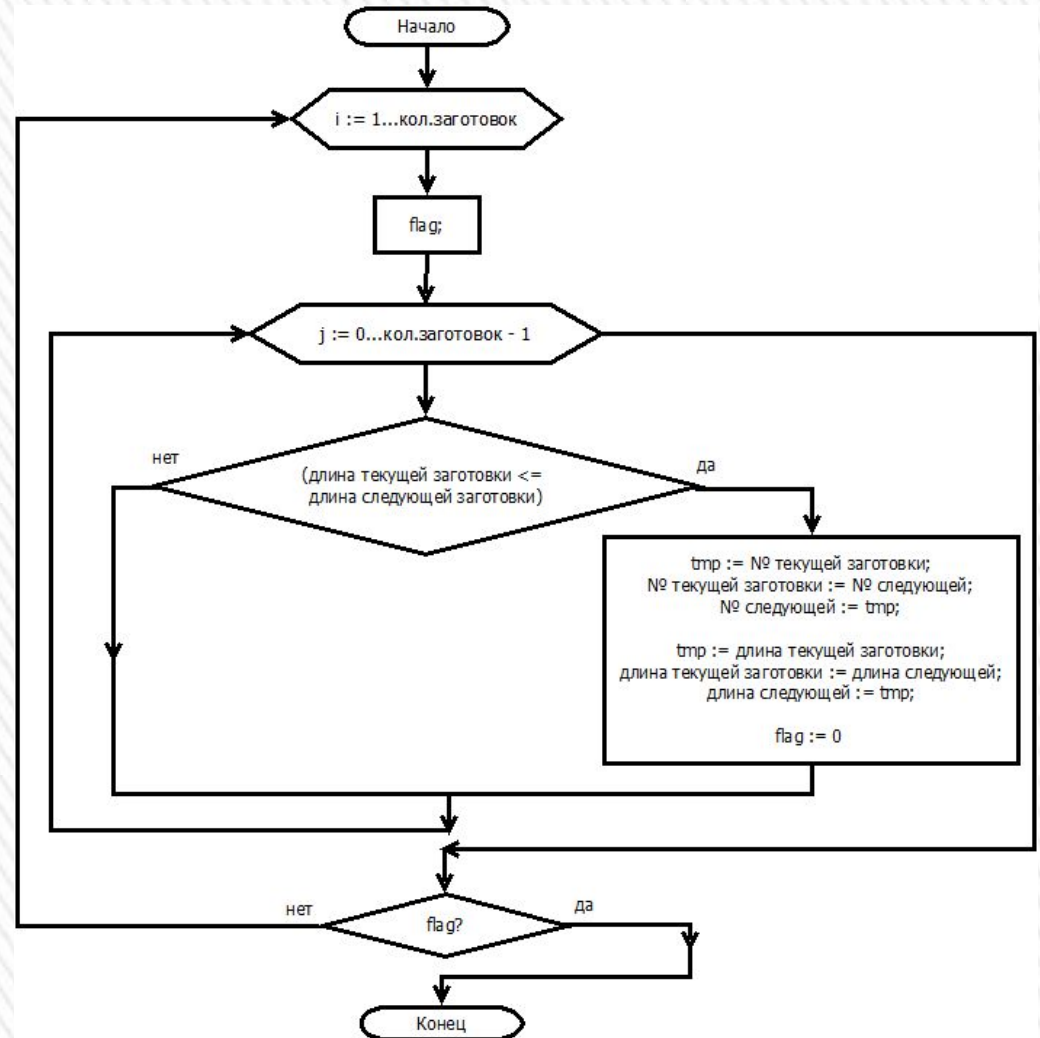 Начало
i := 1...кол.заготовок
flag;
j := 0...кол.заготовок - 1
нет
да
(длина текущей заготовки <=
длина следующей заготовки)
tmp := № текущей заготовки;
№ текущей заготовки := № следующей;
№ следующей := tmp;
tmp := длина текущей заготовки;
длина текущей заготовки := длина следующей;
длина следующей := tmp;
flag := 0
нет
да
flag?
Конец